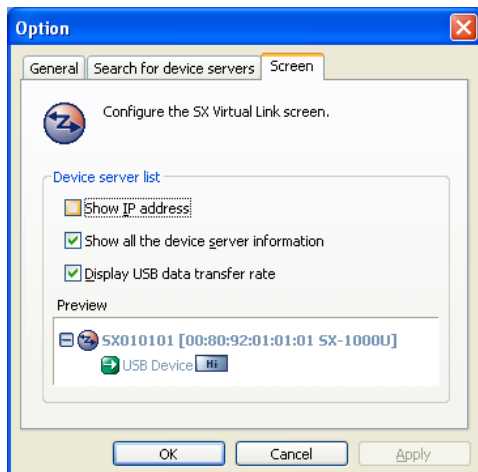 Option
General Search for device servers Screen
Configure the SX Virtual Link screen.
Device server list
Show IP address
Show all the device server information
Display USB data transfer rate
Preview
SX010101 [00:80:92:01:01:01 SX-1000U]
USB Device Hi
OK Cancel Apply